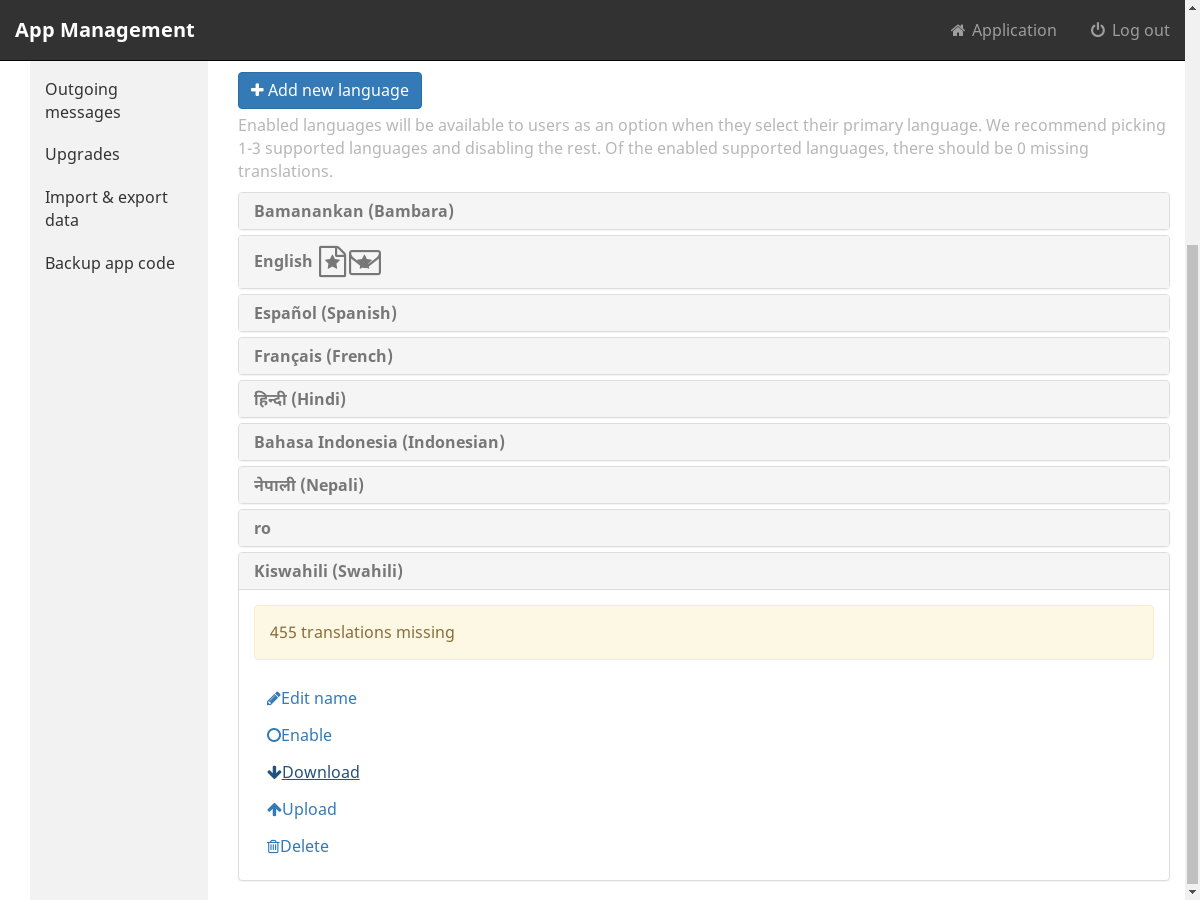 App Management
Application
Log out
Outgoing
messages
Upgrades
Import & export
data
Backup app code
Add new language
Enabled languages will be available to users as an option when they select their primary language. We recommend picking
1-3 supported languages and disabling the rest. Of the enabled supported languages, there should be 0 missing
translations.
Bamanankan (Bambara)
English
Español (Spanish)
Français (French)
हिन्दी (Hindi)
Bahasa Indonesia (Indonesian)
नेपाली (Nepali)
ro
Kiswahili (Swahili)
455 translations missing
Edit name
Enable
Download
Upload
Delete